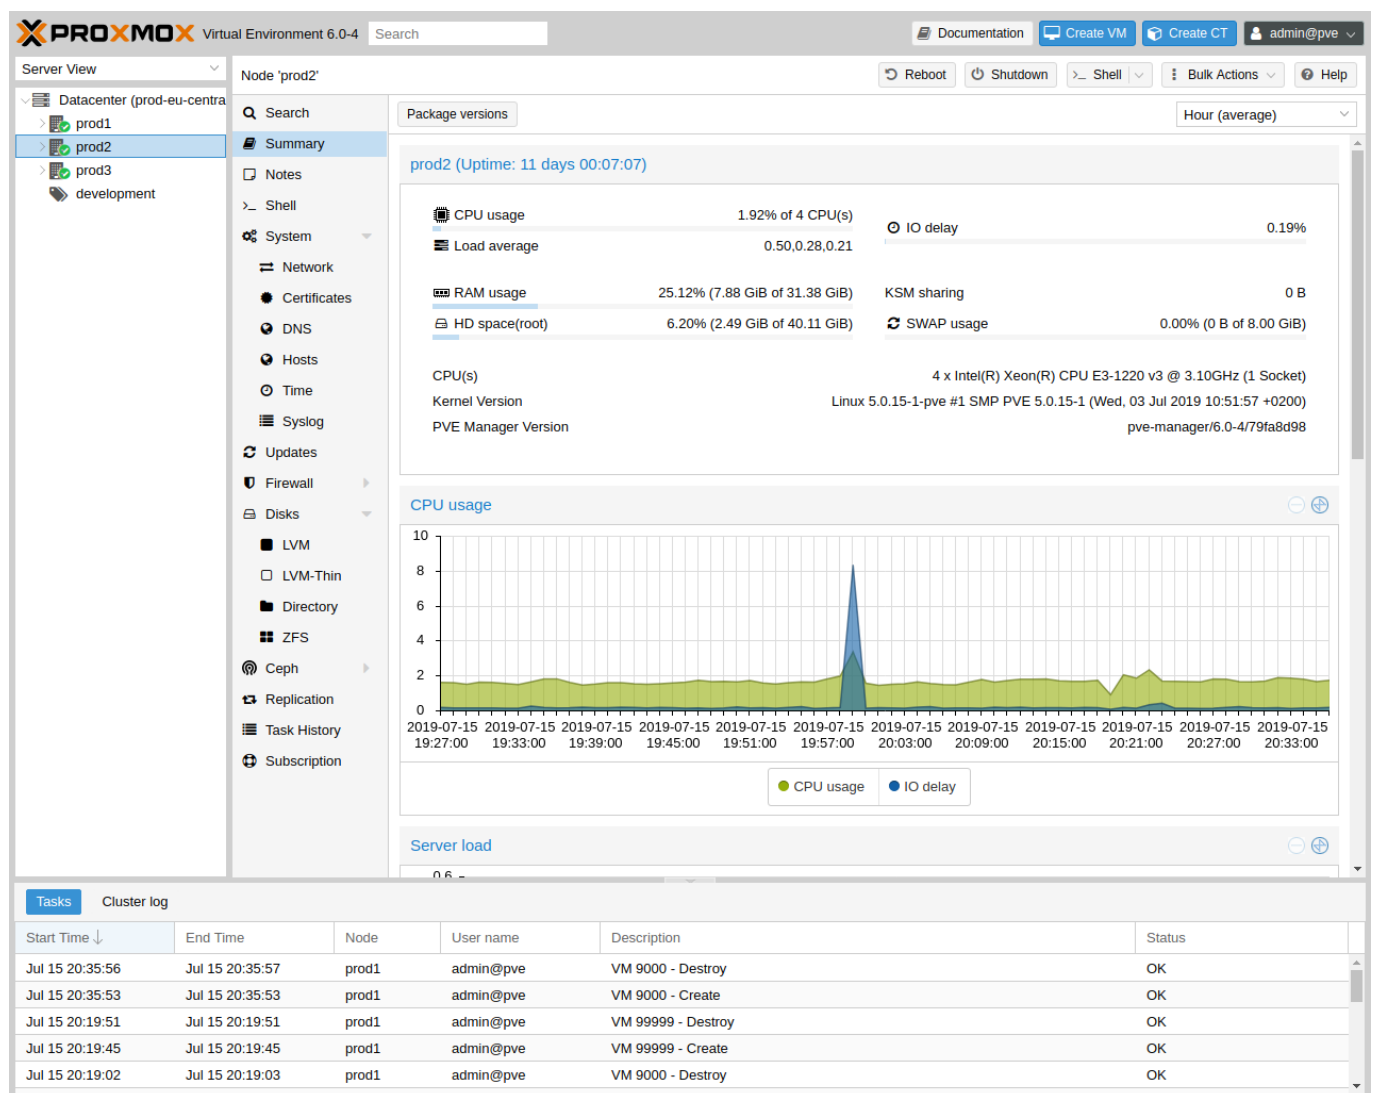 PROXMOX Virtual Environment 6.0-4 Search Documentation Create VM Create CT admin@pve
Server View
Datacenter (prod-eu-centra
prod1
prod2
prod3
development
Node 'prod2' Reboot Shutdown >_ Shell Bulk Actions Help
Search
Summary
Notes
>_ Shell
System
Network
Certificates
DNS
Hosts
Time
Syslog
Updates
Firewall
Disks
LVM
LVM-Thin
Directory
ZFS
Ceph
Replication
Task History
Subscription
Package versions Hour (average)
prod2 (Uptime: 11 days 00:07:07)
CPU usage 1.92% of 4 CPU(s)
IO delay 0.19%
Load average 0.50,0.28,0.21
RAM usage 25.12% (7.88 GiB of 31.38 GiB) KSM sharing 0 B
HD space(root) 6.20% (2.49 GiB of 40.11 GiB) SWAP usage 0.00% (0 B of 8.00 GiB)
CPU(s) 4 x Intel(R) Xeon(R) CPU E3-1220 v3 @ 3.10GHz (1 Socket)
Kernel Version Linux 5.0.15-1-pve #1 SMP PVE 5.0.15-1 (Wed, 03 Jul 2019 10:51:57 +0200)
PVE Manager Version pve-manager/6.0-4/79fa8d98
CPU usage
10
8
6
4
2
0
2019-07-15 2019-07-15 2019-07-15 2019-07-15 2019-07-15 2019-07-15 2019-07-15 2019-07-15 2019-07-15 2019-07-15 2019-07-15 2019-07-15
19:27:00 19:33:00 19:39:00 19:45:00 19:51:00 19:57:00 20:03:00 20:09:00 20:15:00 20:21:00 20:27:00 20:33:00
CPU usage IO delay
Server load
0.6
Tasks Cluster log
Start Time End Time Node User name Description Status
Jul 15 20:35:56 Jul 15 20:35:57 prod1 admin@pve VM 9000 - Destroy OK
Jul 15 20:35:53 Jul 15 20:35:53 prod1 admin@pve VM 9000 - Create OK
Jul 15 20:19:51 Jul 15 20:19:51 prod1 admin@pve VM 99999 - Destroy OK
Jul 15 20:19:45 Jul 15 20:19:45 prod1 admin@pve VM 99999 - Create OK
Jul 15 20:19:02 Jul 15 20:19:03 prod1 admin@pve VM 9000 - Destroy OK